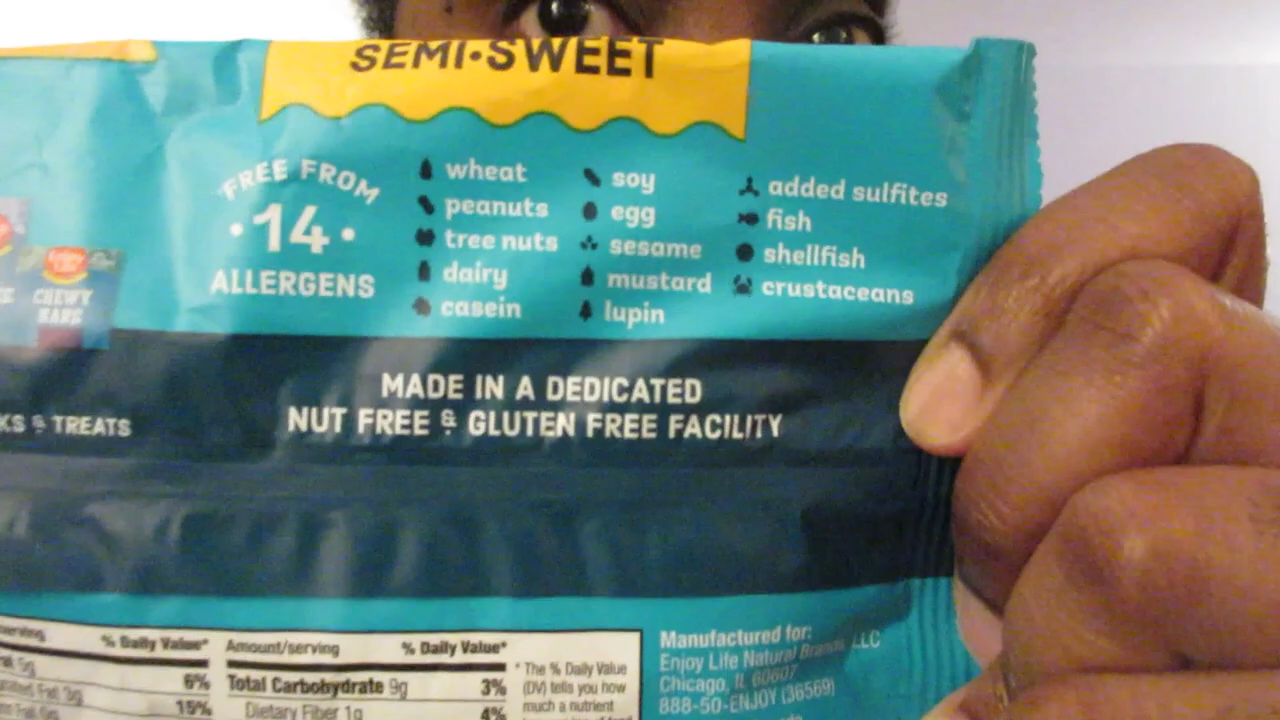 SEMI•SWEET
FREE FROM
•14•
ALLERGENS
wheat
peanuts
tree nuts
dairy
casein
soy
egg
sesame
mustard
lupin
added sulfites
fish
shellfish
crustaceans
Enjoy Life
CHEWY
BARS
KS & TREATS
MADE IN A DEDICATED
NUT FREE & GLUTEN FREE FACILITY
% Daily Value*
6%
15%
Amount/serving % Daily Value*
Total Carbohydrate 9g 3%
Dietary Fiber 1g 4%
* The % Daily Value
(DV) tells you how
much a nutrient
Manufactured for:
Enjoy Life Natural Brands, LLC
Chicago, IL 60607
888-50-ENJOY (36569)